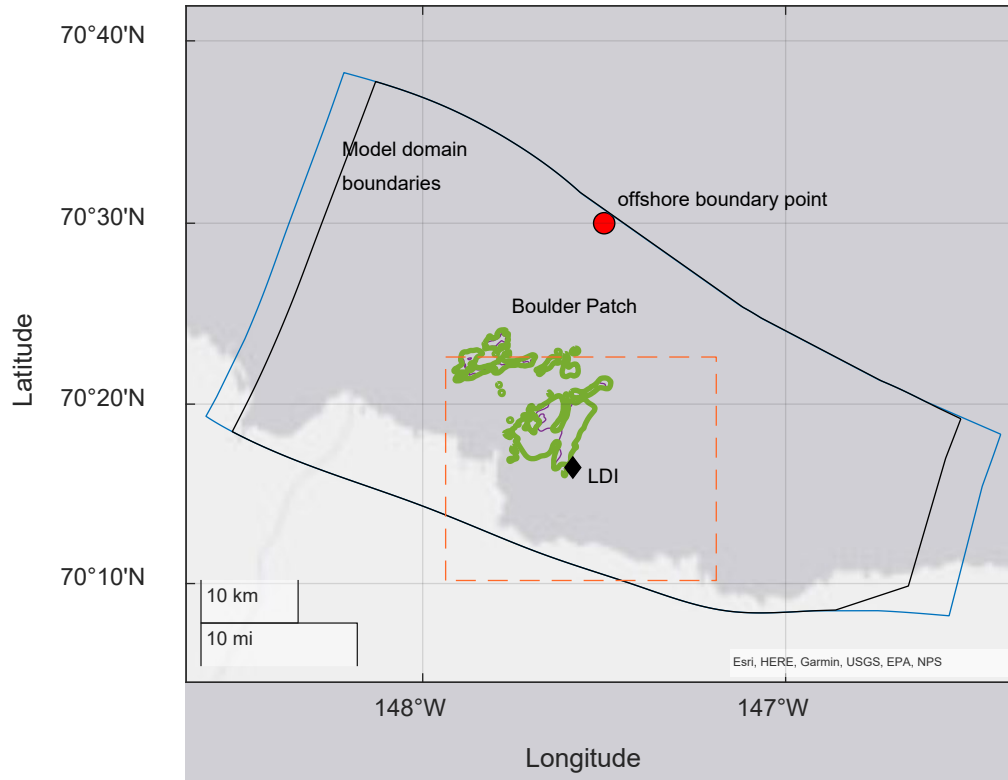 70°40'N
Model domain
boundaries
offshore boundary point
70°30'N
Boulder Patch
Latitude
70°20'N
LDI
70°10'N
10 km
10 mi
Esri, HERE, Garmin, USGS, EPA, NPS
148°W
147°W
Longitude